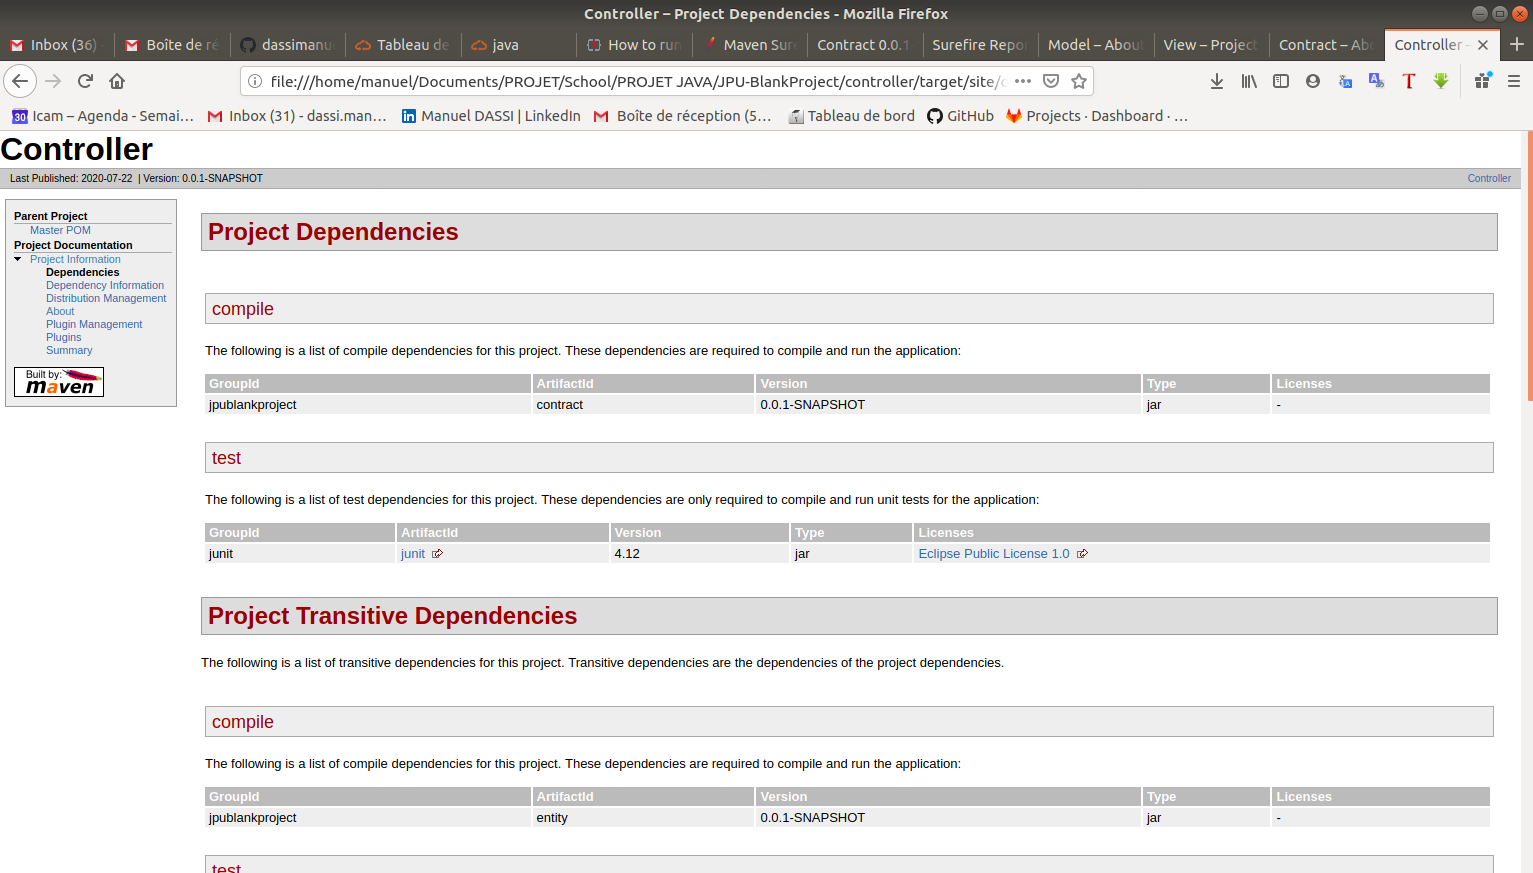 Controller – Project Dependencies - Mozilla Firefox
Inbox (36)
Boîte de ré
dassimanu
Tableau de
java
How to run
Maven Sure
Contract 0.0.1
Surefire Repor
Model – About
View – Project
Contract – Abo
Controller –
file:///home/manuel/Documents/PROJET/School/PROJET JAVA/JPU-BlankProject/controller/target/site/
Icam – Agenda - Semai…
Inbox (31) - dassi.man…
Manuel DASSI | LinkedIn
Boîte de réception (5…
Tableau de bord
GitHub
Projects · Dashboard · …
Controller
Last Published: 2020-07-22 | Version: 0.0.1-SNAPSHOT
Controller
Parent Project
Master POM
Project Documentation
Project Information
Dependencies
Dependency Information
Distribution Management
About
Plugin Management
Plugins
Summary
Built by:
maven
Project Dependencies
compile
The following is a list of compile dependencies for this project. These dependencies are required to compile and run the application:
GroupId ArtifactId Version Type Licenses
jpublankproject contract 0.0.1-SNAPSHOT jar -
test
The following is a list of test dependencies for this project. These dependencies are only required to compile and run unit tests for the application:
GroupId ArtifactId Version Type Licenses
junit junit 4.12 jar Eclipse Public License 1.0
Project Transitive Dependencies
The following is a list of transitive dependencies for this project. Transitive dependencies are the dependencies of the project dependencies.
compile
The following is a list of compile dependencies for this project. These dependencies are required to compile and run the application:
GroupId ArtifactId Version Type Licenses
jpublankproject entity 0.0.1-SNAPSHOT jar -
test